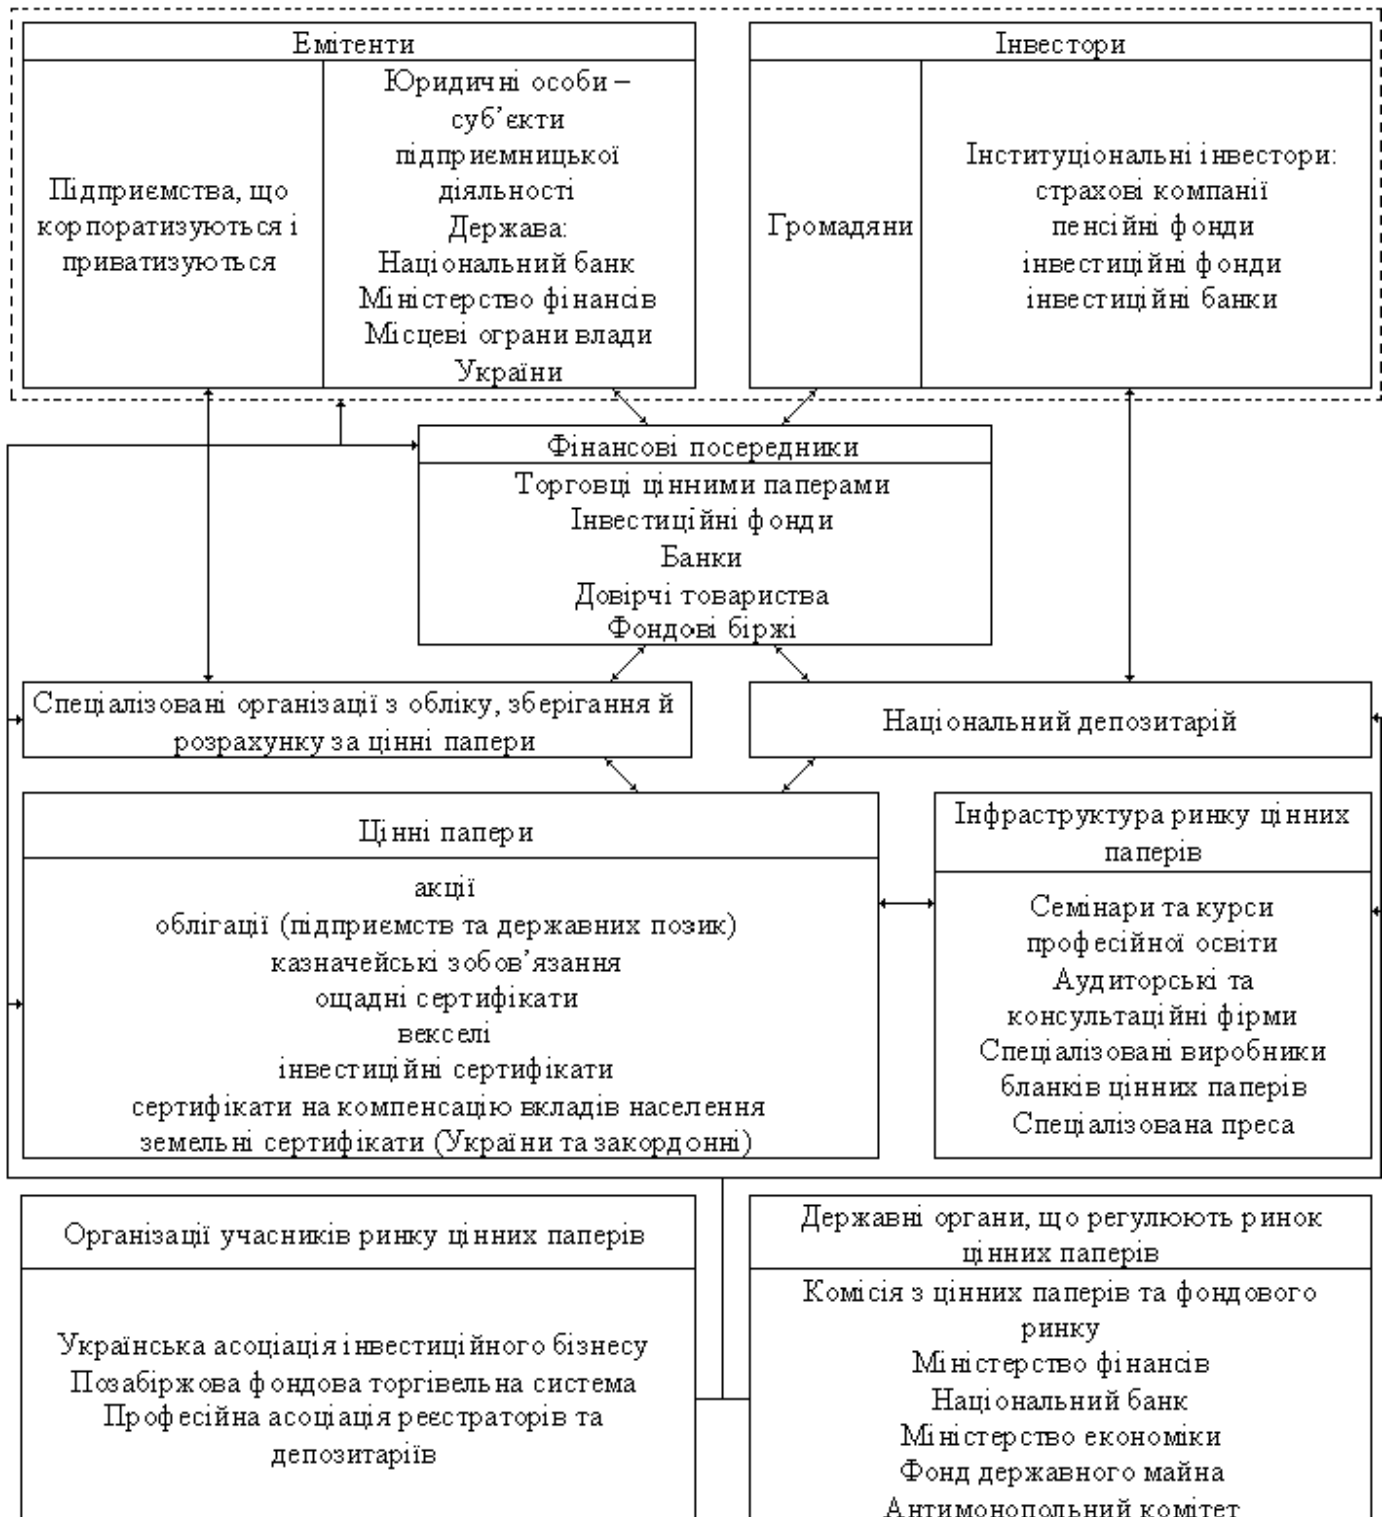 Емітенти
Підприємства, що
корпоратизуються і
приватизуються
Юридичні особи –
суб’єкти
підприємницької
діяльності
Держава:
Національний банк
Міністерство фінансів
Місцеві ограни влади
України
Інвестори
Громадяни
Інституціональні інвестори:
страхові компанії
пенсійні фонди
інвестиційні фонди
інвестиційні банки
Фінансові посередники
Торговці цінними паперами
Інвестиційні фонди
Банки
Довірчі товариства
Фондові біржі
Спеціалізовані організації з обліку, зберігання й
розрахунку за цінні папери
Національний депозитарій
Цінні папери
акції
облігації (підприємств та державних позик)
казначейські зобов’язання
ощадні сертифікати
векселі
інвестиційні сертифікати
сертифікати на компенсацію вкладів населення
земельні сертифікати (України та закордонні)
Інфраструктура ринку цінних
паперів
Семінари та курси
професійної освіти
Аудиторські та
консультаційні фірми
Спеціалізовані виробники
бланків цінних паперів
Спеціалізована преса
Організації учасників ринку цінних паперів
Українська асоціація інвестиційного бізнесу
Позабіржова фондова торгівельна система
Професійна асоціація реєстраторів та
депозитаріїв
Державні органи, що регулюють ринок
цінних паперів
Комісія з цінних паперів та фондового
ринку
Міністерство фінансів
Національний банк
Міністерство економіки
Фонд державного майна
Антимонопольний комітет